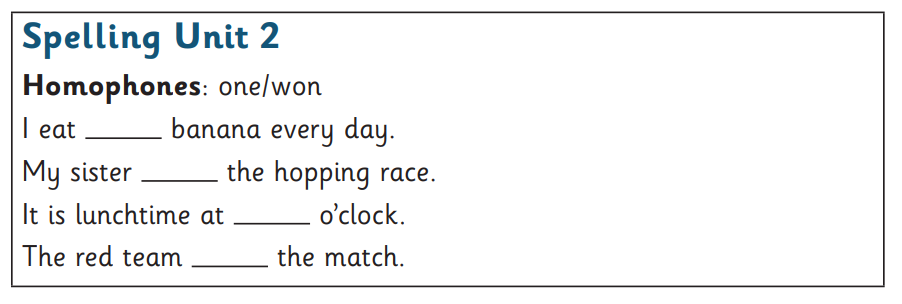 Spelling Unit 2
Homophones: one/won
I eat ______ banana every day.
My sister ______ the hopping race.
It is lunchtime at ______ o’clock.
The red team ______ the match.